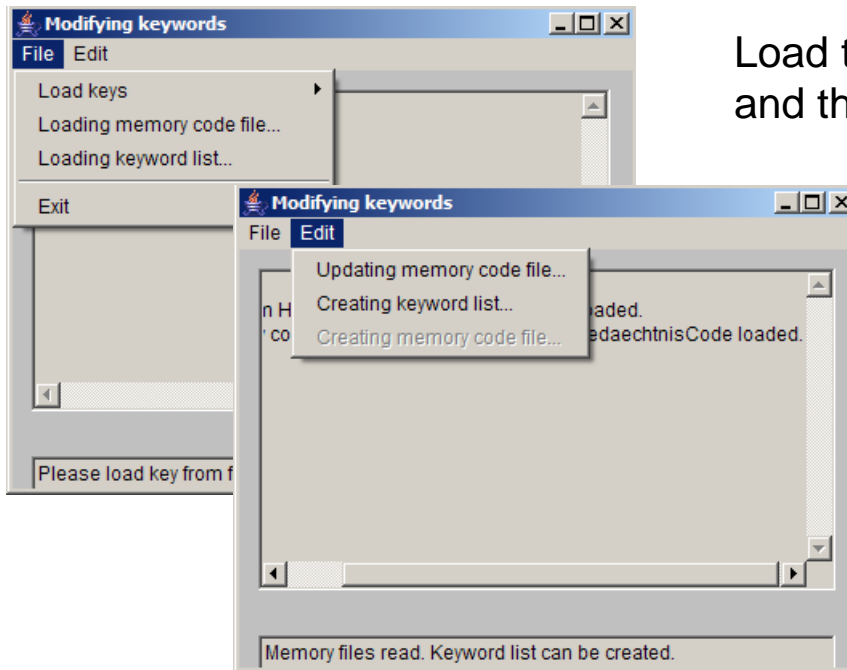 Modifying keywords
File Edit
Load keys
Loading memory code file...
Loading keyword list...
Exit
Please load key from f
Load t
and th
Modifying keywords
File Edit
Updating memory code file...
Creating keyword list...
Creating memory code file...
n H aded.
co edaechtnisCode loaded.
Memory files read. Keyword list can be created.